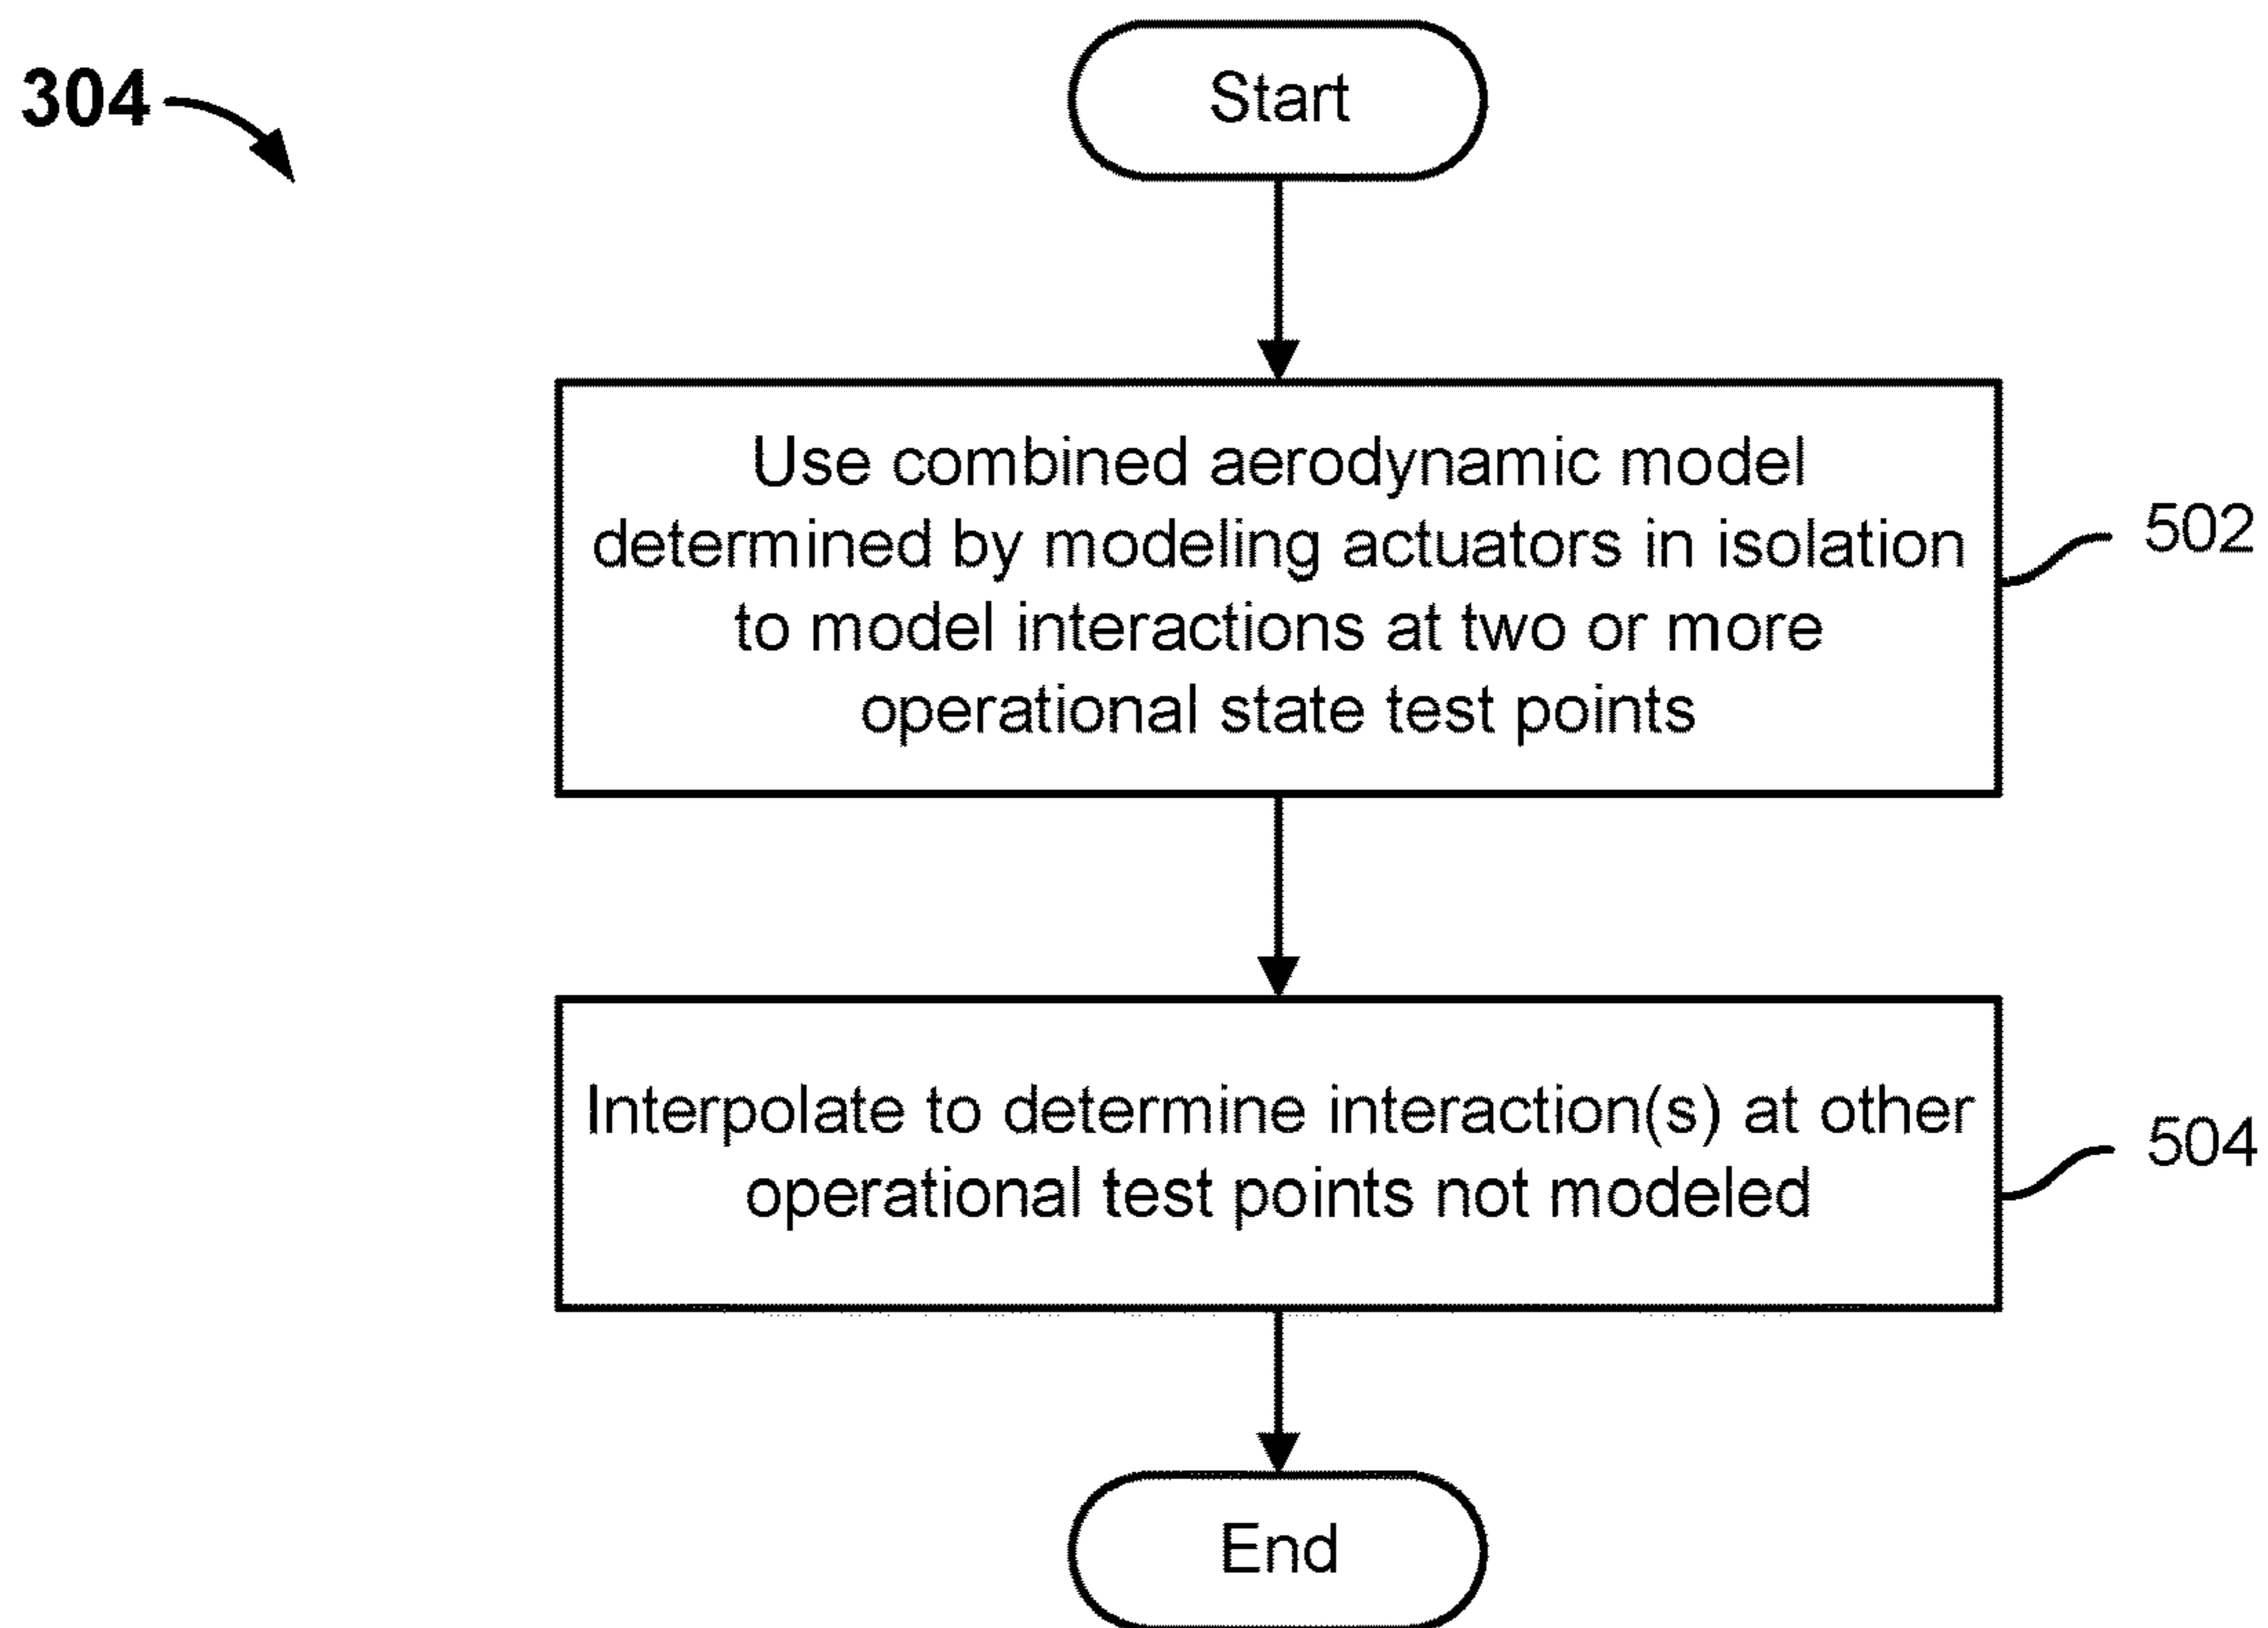 304
Start
Use combined aerodynamic model
determined by modeling actuators in isolation
to model interactions at two or more
operational state test points
502
Interpolate to determine interaction(s) at other
operational test points not modeled
504
End